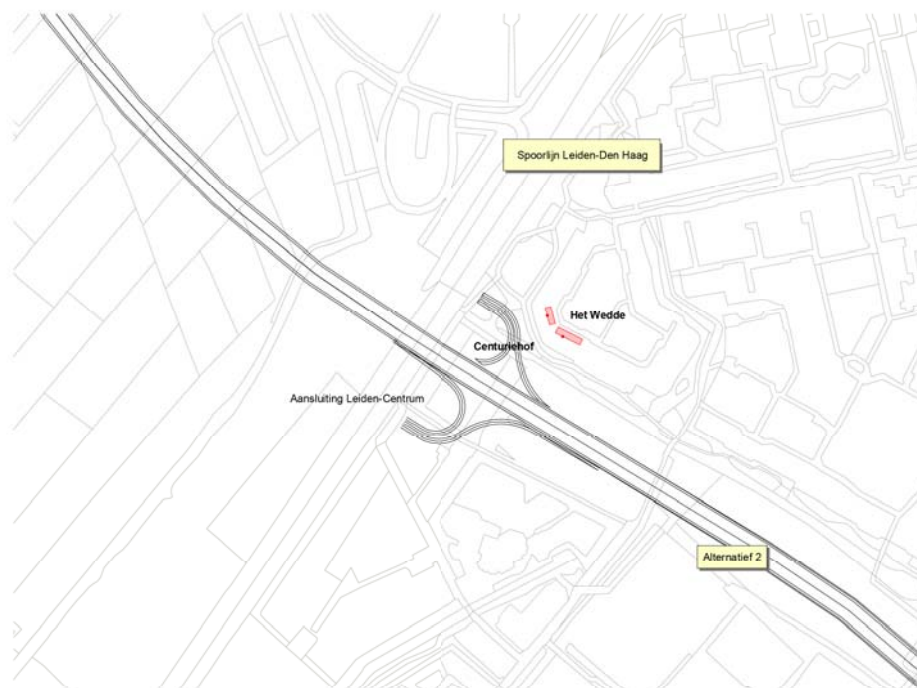 Spoorlijn Leiden-Den Haag
Het Wedde
Centuriehof
Aansluiting Leiden-Centrum
Alternatief 2